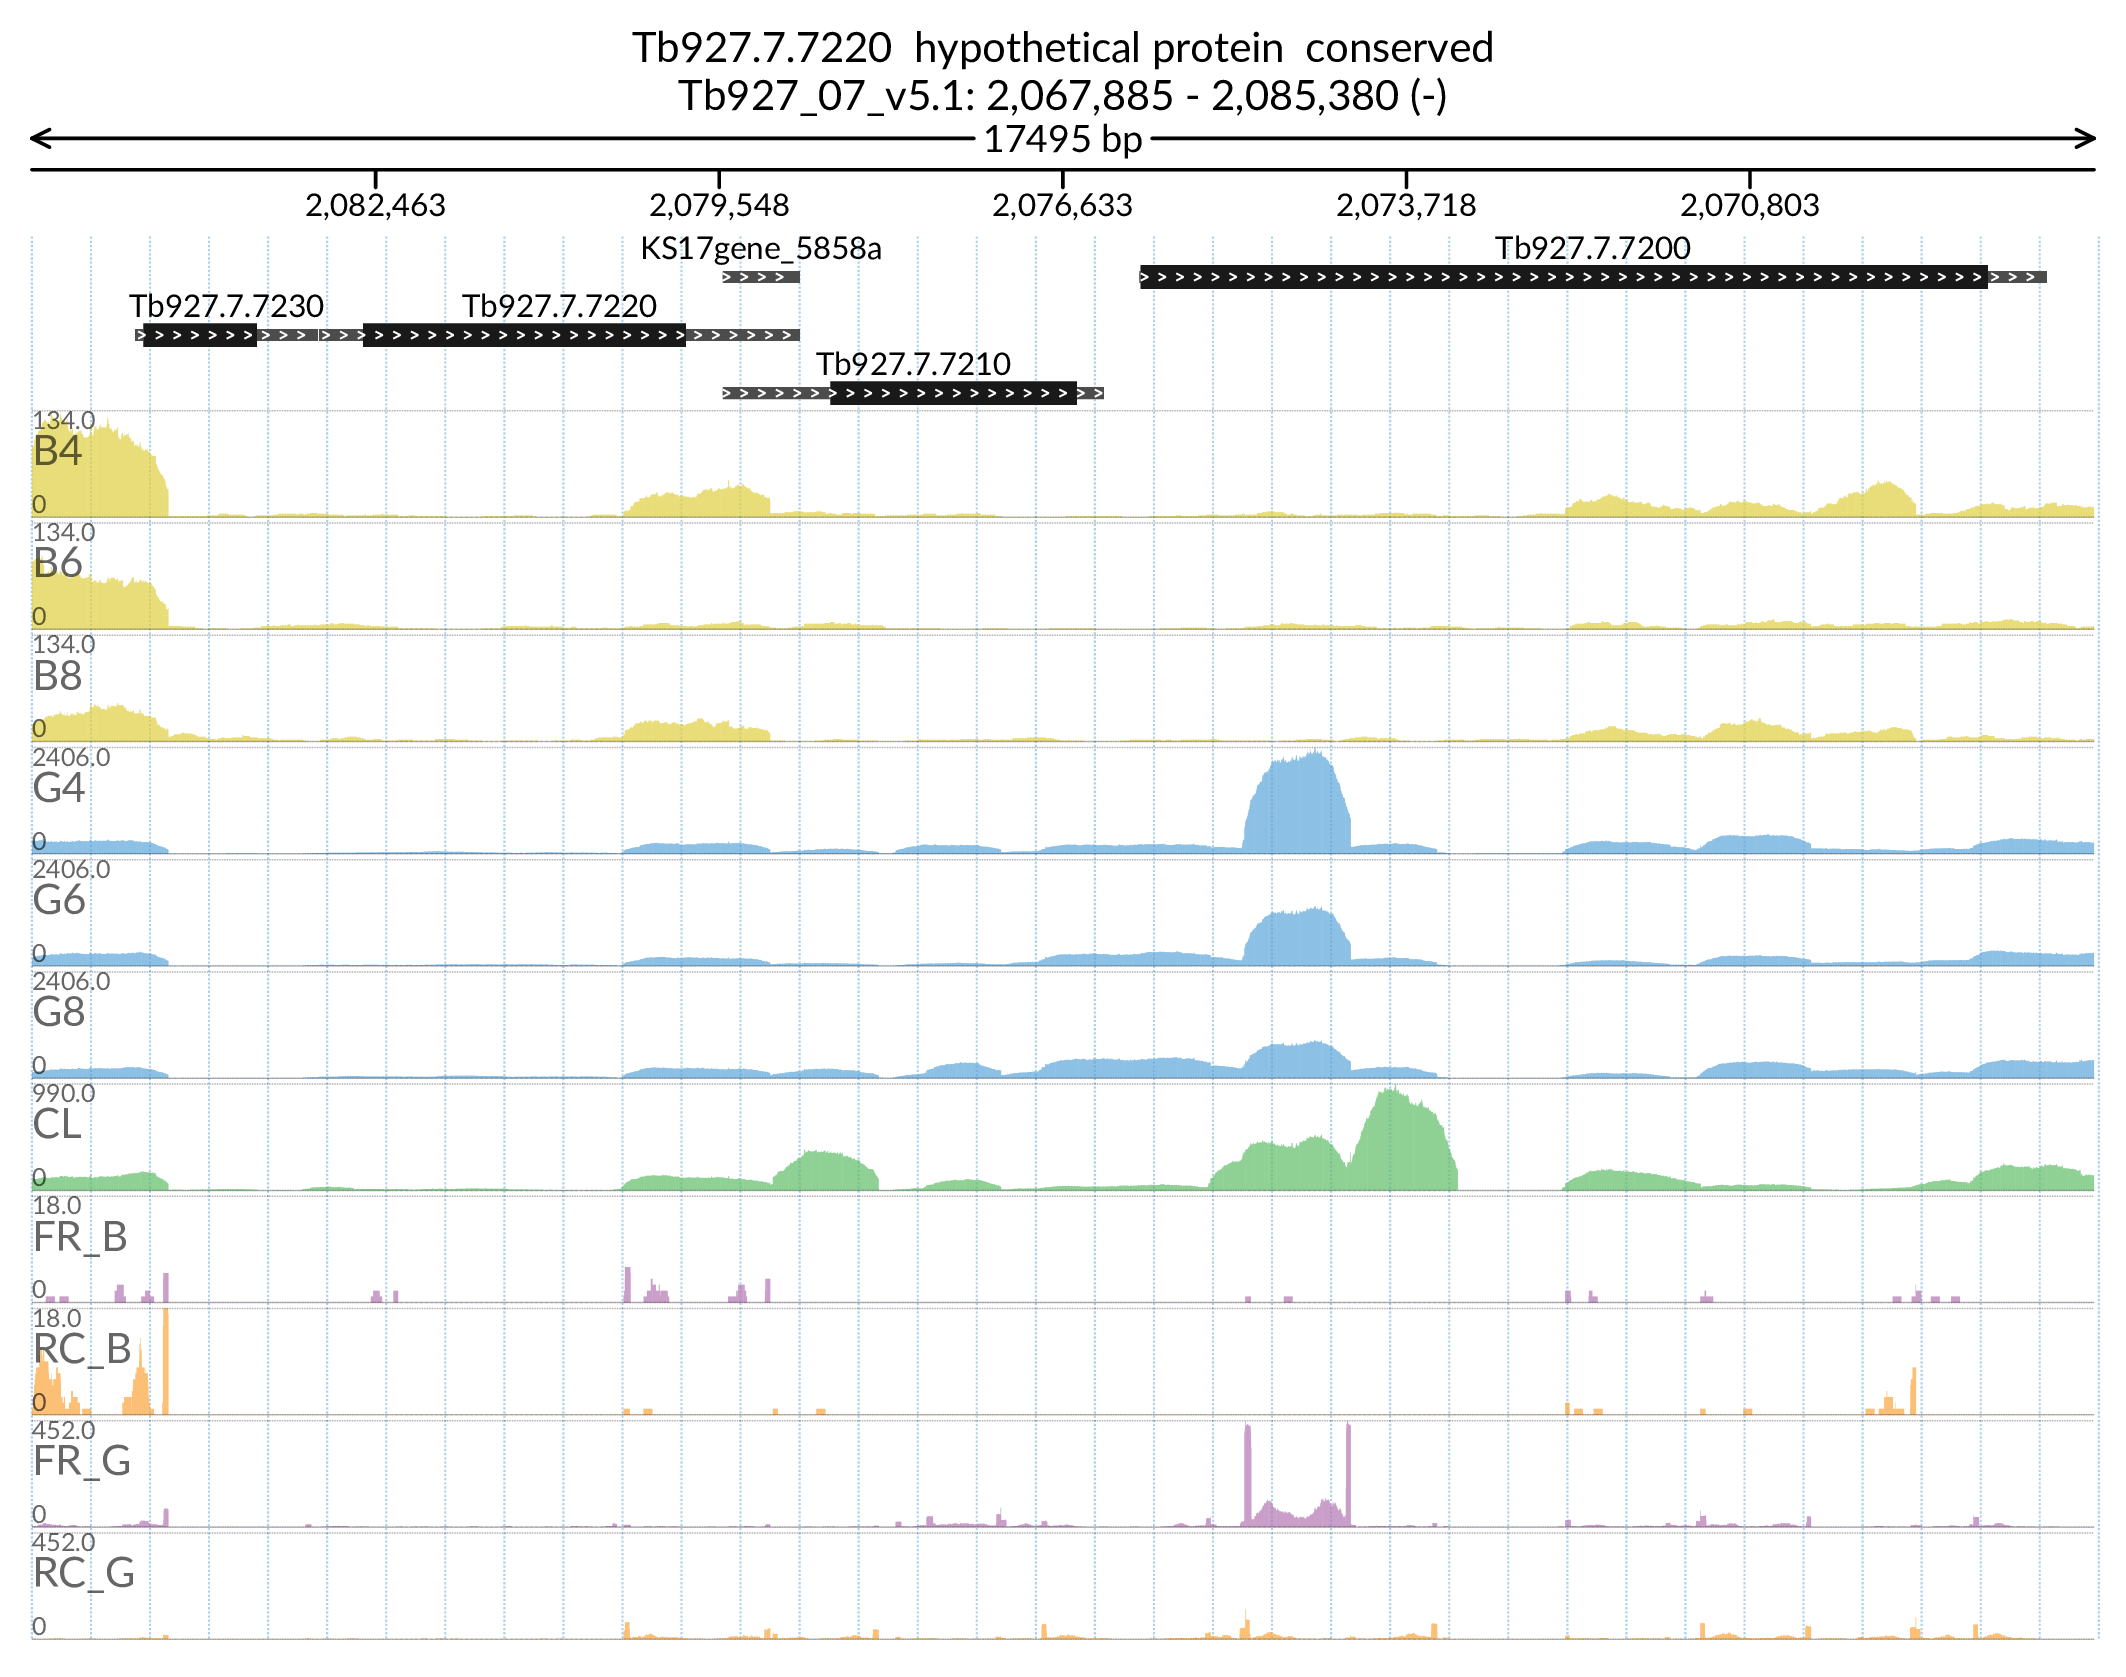 Tb927.7.7220  hypothetical protein  conserved
Tb927_07_v5.1: 2,067,885 - 2,085,380 (-)
17495 bp
2,082,463 2,079,548 2,076,633 2,073,718 2,070,803
KS17gene_5858a Tb927.7.7200
Tb927.7.7230 Tb927.7.7220
Tb927.7.7210
134.0
B4
0
134.0
B6
0
134.0
B8
0
2406.0
G4
0
2406.0
G6
0
2406.0
G8
0
990.0
CL
0
18.0
FR_B
0
18.0
RC_B
0
452.0
FR_G
0
452.0
RC_G
0